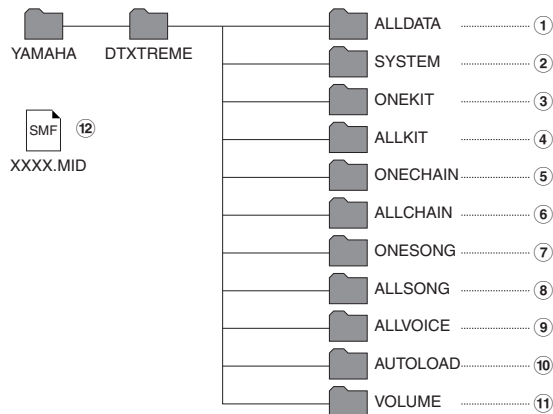 ALLDATA ①
YAMAHA DTXTREME
SYSTEM ②
ONEKIT ③
SMF ⑫
ALLKIT ④
XXXX.MID
ONECHAIN ⑤
ALLCHAIN ⑥
ONESONG ⑦
ALLSONG ⑧
ALLVOICE ⑨
AUTOLOAD ⑩
VOLUME ⑪